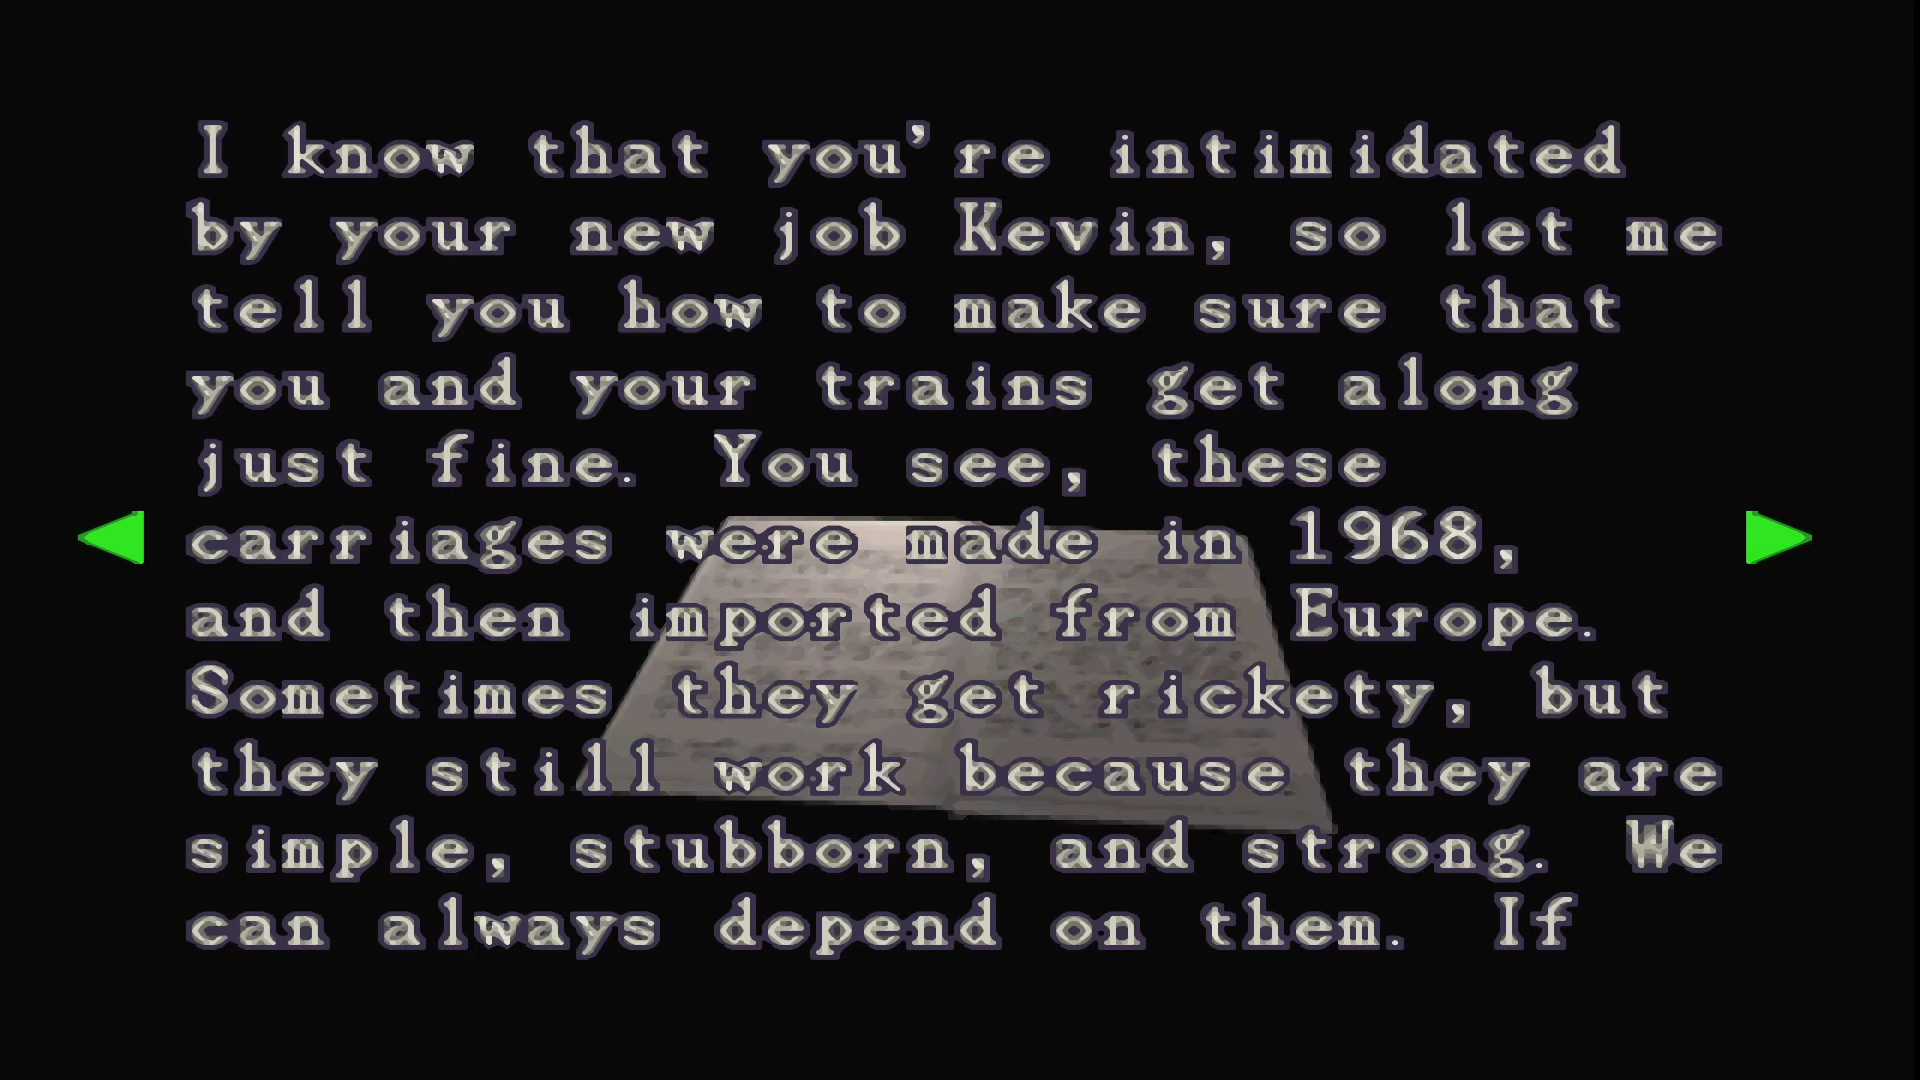 I know that you're intimidated
by your new job Kevin, so let me
tell you how to make sure that
you and your trains get along
just fine. You see, these
carriages were made in 1968,
and then imported from Europe.
Sometimes they get rickety, but
they still work because they are
simple, stubborn, and strong. We
can always depend on them. If